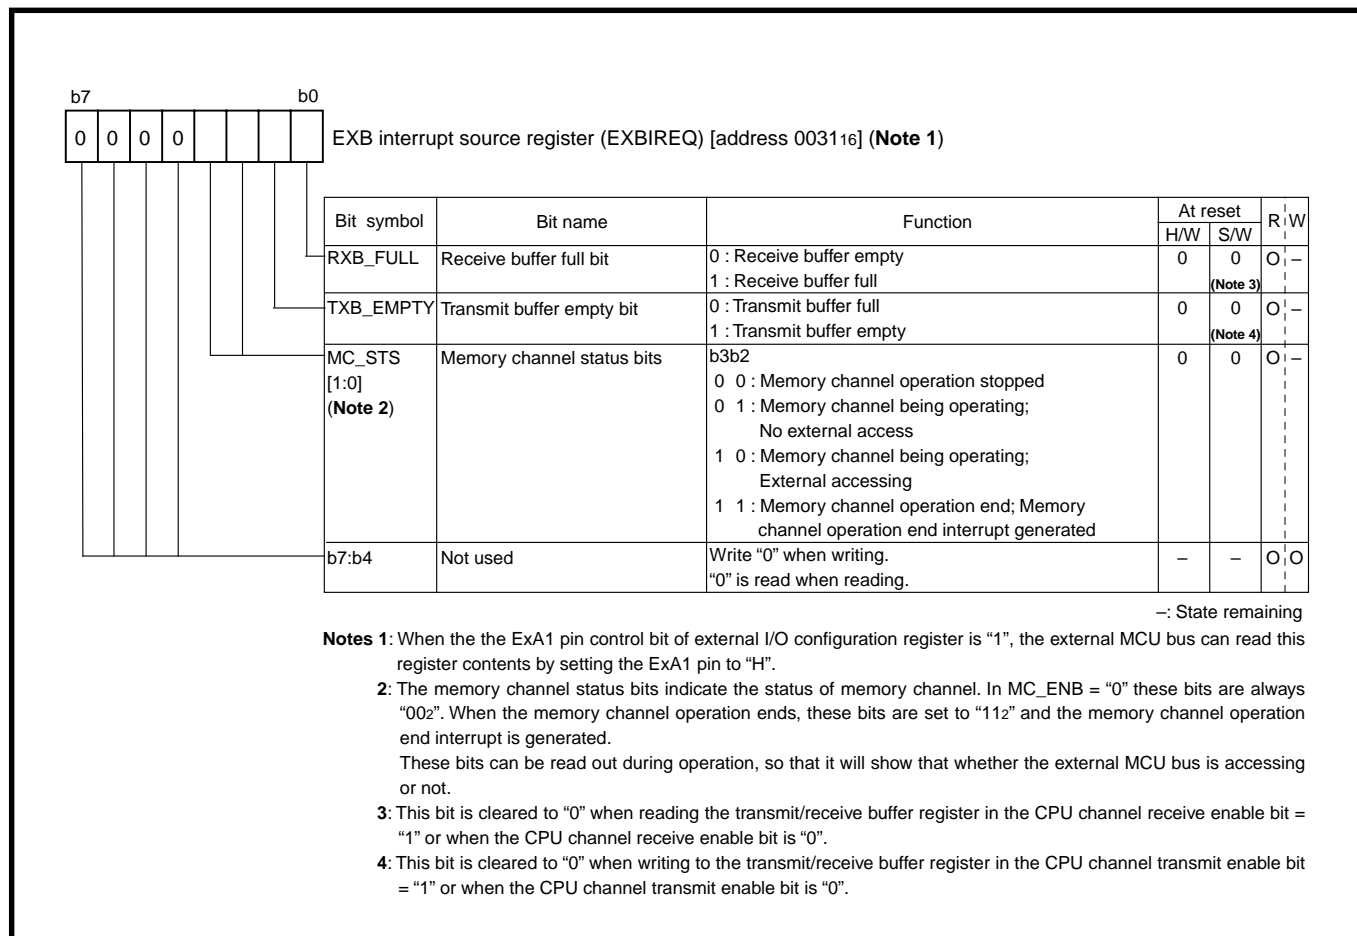 b7 b0
0 0 0 0 EXB interrupt source register (EXBIREQ) [address 003116] (Note 1)
Bit symbol Bit name Function At reset R W
H/W S/W
RXB_FULL Receive buffer full bit 0 : Receive buffer empty 0 0 O –
1 : Receive buffer full (Note 3)
TXB_EMPTY Transmit buffer empty bit 0 : Transmit buffer full 0 0 O –
1 : Transmit buffer empty (Note 4)
MC_STS Memory channel status bits b3b2 0 0 O –
[1:0] 0 0 : Memory channel operation stopped
(Note 2) 0 1 : Memory channel being operating;
No external access
1 0 : Memory channel being operating;
External accessing
1 1 : Memory channel operation end; Memory
channel operation end interrupt generated
b7:b4 Not used Write “0” when writing. – – O O
“0” is read when reading.
–: State remaining
Notes 1: When the the ExA1 pin control bit of external I/O configuration register is “1”, the external MCU bus can read this
register contents by setting the ExA1 pin to “H”.
2: The memory channel status bits indicate the status of memory channel. In MC_ENB = “0” these bits are always
“002”. When the memory channel operation ends, these bits are set to “112” and the memory channel operation
end interrupt is generated.
These bits can be read out during operation, so that it will show that whether the external MCU bus is accessing
or not.
3: This bit is cleared to “0” when reading the transmit/receive buffer register in the CPU channel receive enable bit =
“1” or when the CPU channel receive enable bit is “0”.
4: This bit is cleared to “0” when writing to the transmit/receive buffer register in the CPU channel transmit enable bit
= “1” or when the CPU channel transmit enable bit is “0”.